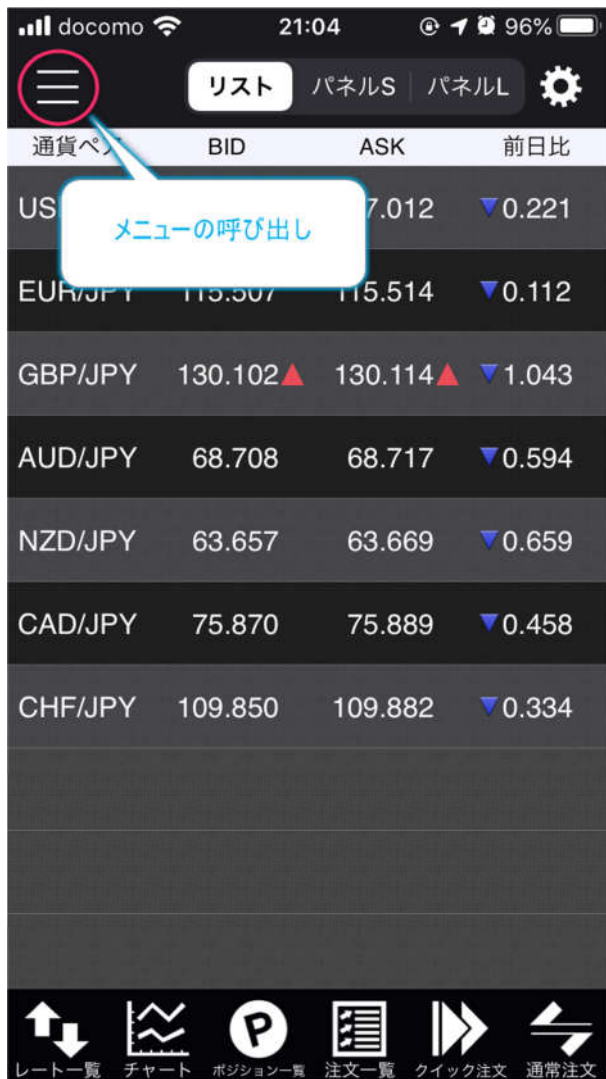 docomo 21:04 96%
リスト パネルS パネルL
通貨ペア BID ASK 前日比
メニューの呼び出し
US 7.012 ▼0.221
EUR/JPY 115.507 115.514 ▼0.112
GBP/JPY 130.102▲ 130.114▲ ▼1.043
AUD/JPY 68.708 68.717 ▼0.594
NZD/JPY 63.657 63.669 ▼0.659
CAD/JPY 75.870 75.889 ▼0.458
CHF/JPY 109.850 109.882 ▼0.334
P
レート一覧 チャート ポジション一覧 注文一覧 クイック注文 通常注文